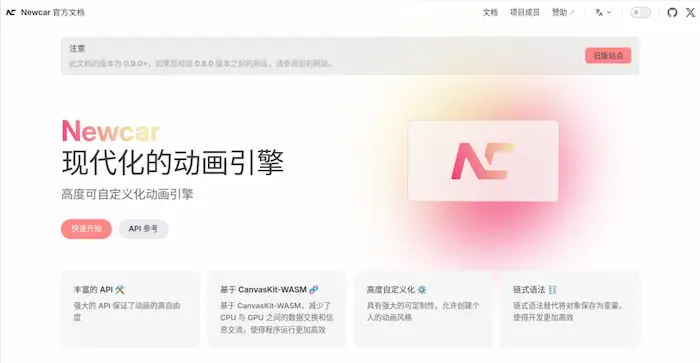 Newcar 官方文档
文档 项目成员 赞助
注意
此文档的版本为 0.9.0+，如果想知道 0.8.0 版本之前的用法，请参阅旧的网站。
旧版站点
Newcar
现代化的动画引擎
高度可自定义化动画引擎
快速开始 API 参考
丰富的 API 🛠️
强大的 API 保证了动画的高自由
度
基于 CanvasKit-WASM 🔗
基于 CanvasKit-WASM，减少了
CPU 与 GPU 之间的数据交换和信
息交流，使得程序运行更加高效
高度自定义化 ⚙️
具有强大的可定制性，允许创建个
人的动画风格
链式语法 ⛓️
链式语法替代将对象保存为变量，
使得开发更加高效